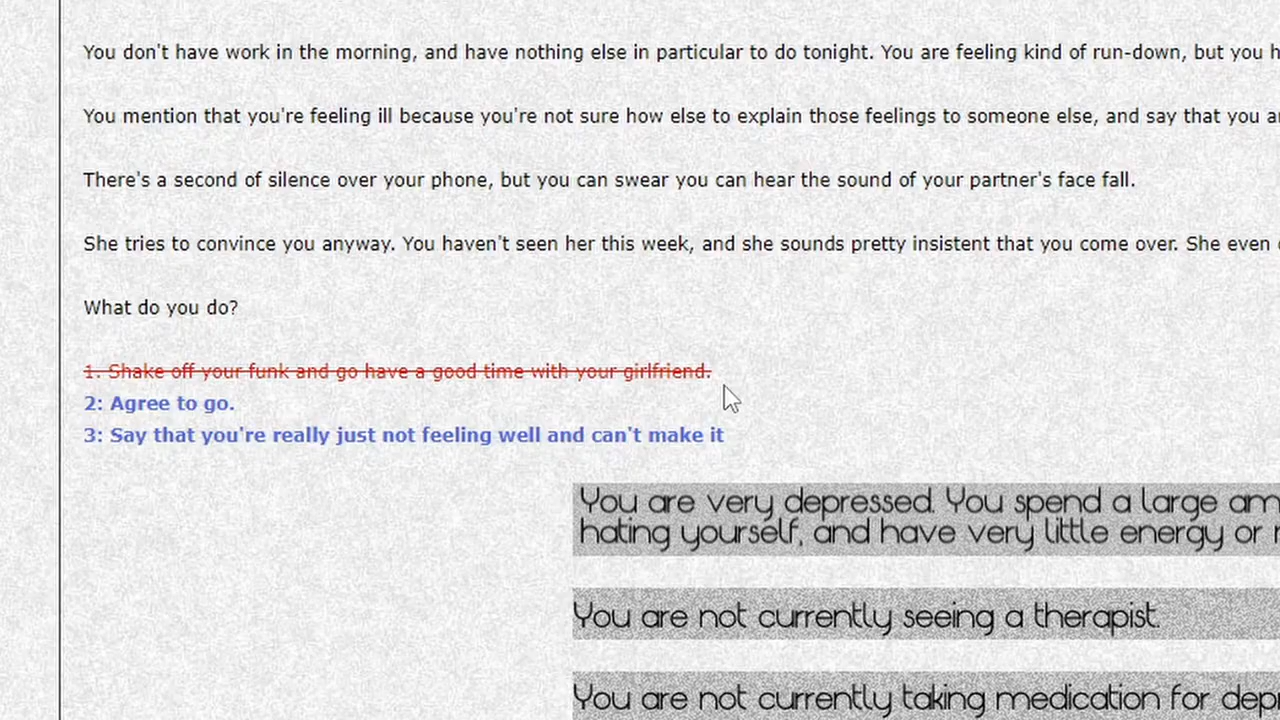 You don't have work in the morning, and have nothing else in particular to do tonight. You are feeling kind of run-down, but you
You mention that you're feeling ill because you're not sure how else to explain those feelings to someone else, and say that you
There's a second of silence over your phone, but you can swear you can hear the sound of your partner's face fall.
She tries to convince you anyway. You haven't seen her this week, and she sounds pretty insistent that you come over. She even
What do you do?
1. Shake off your funk and go have a good time with your girlfriend.
2: Agree to go.
3: Say that you're really just not feeling well and can't make it
You are very depressed. You spend a large
hating yourself, and have very little energy or
You are not currently seeing a therapist.
You are not currently taking medication for